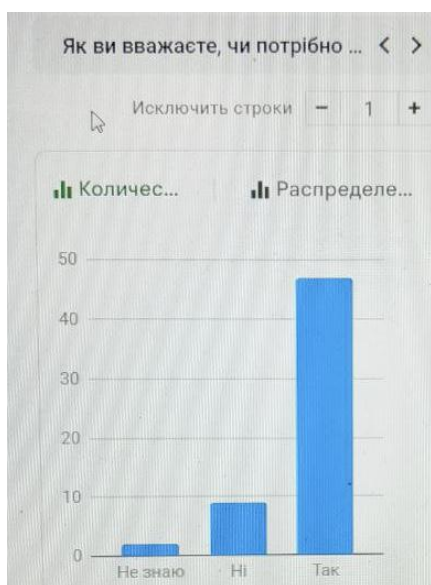 Як ви вважаєте, чи потрібно ... < >
Исключить строки − 1 +
Количес... Распределе...
50
40
30
20
10
0
Не знаю Ні Так